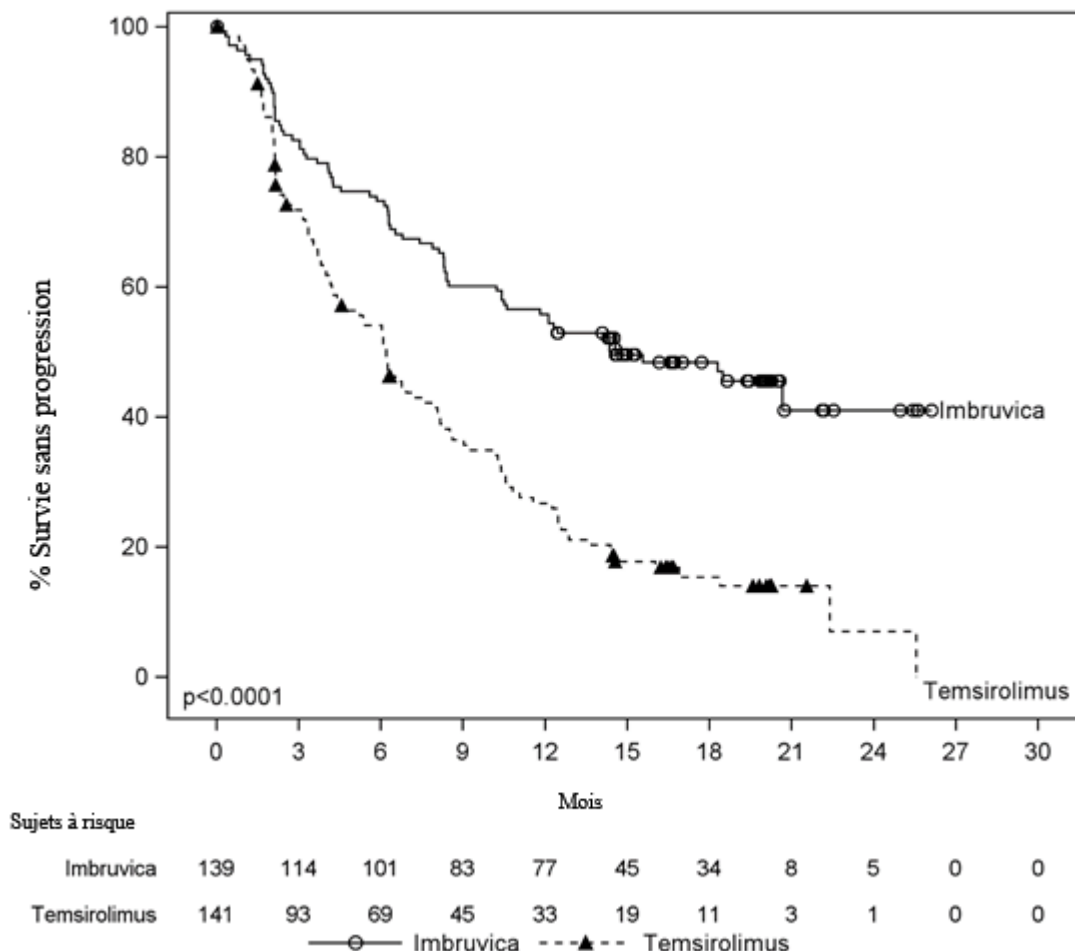 100
80
60
40
20
0
% Survie sans progression
Imbruvica
Temsirolimus
p<0.0001
0 3 6 9 12 15 18 21 24 27 30
Mois
Sujets à risque
Imbruvica 139 114 101 83 77 45 34 8 5 0 0
Temsirolimus 141 93 69 45 33 19 11 3 1 0 0
Imbruvica Temsirolimus